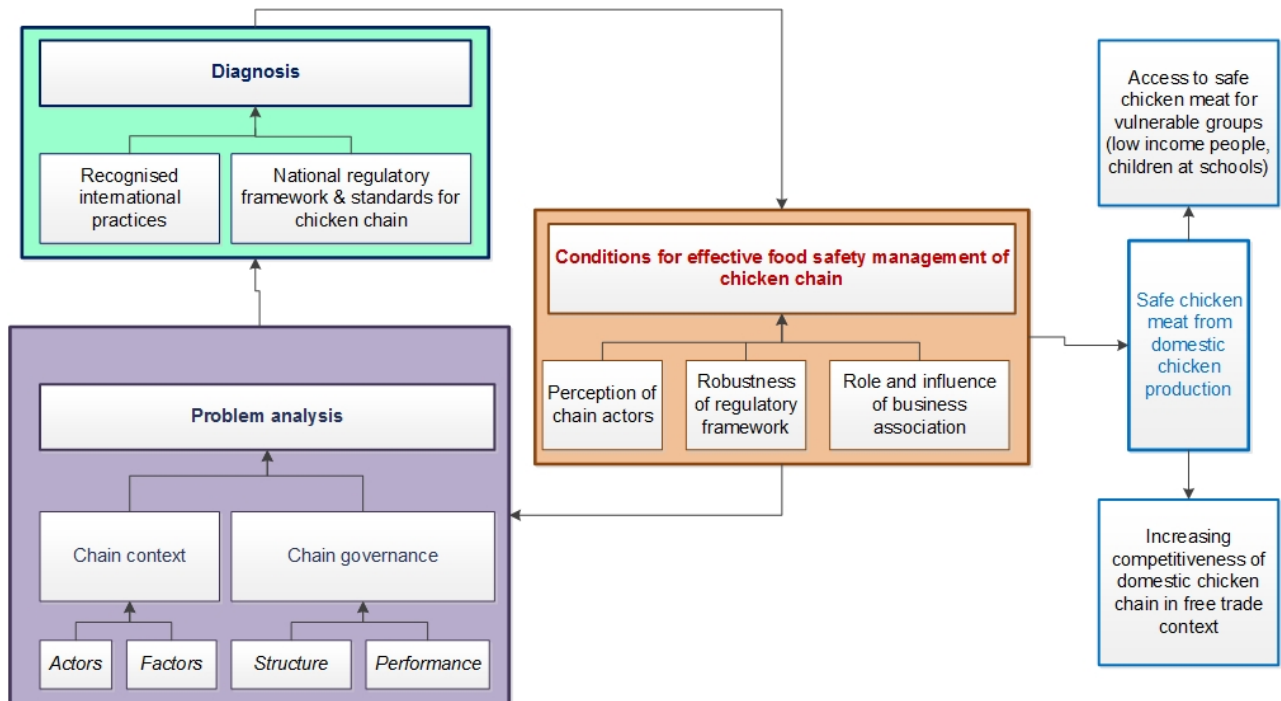 Diagnosis
Recognised
international
practices
National regulatory
framework & standards for
chicken chain
Problem analysis
Chain context
Chain governance
Actors
Factors
Structure
Performance
Conditions for effective food safety management of
chicken chain
Perception of
chain actors
Robustness
of regulatory
framework
Role and influence
of business
association
Access to safe
chicken meat for
vulnerable groups
(low income people,
children at schools)
Safe chicken
meat from
domestic
chicken
production
Increasing
competitiveness of
domestic chicken
chain in free trade
context